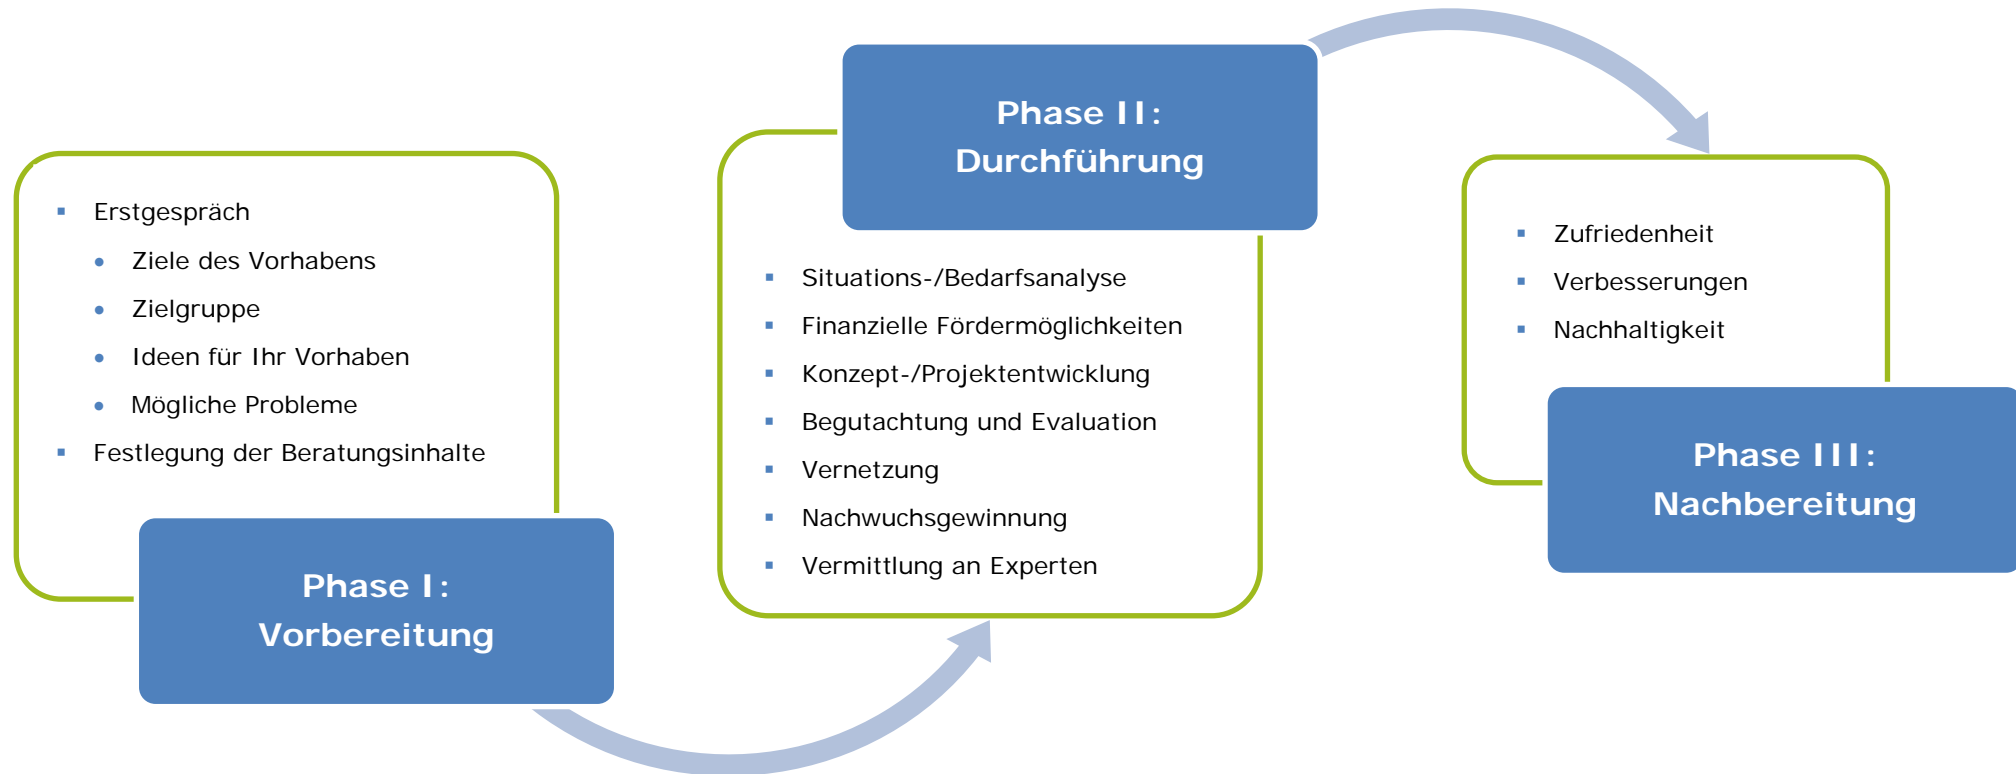 Erstgespräch
Ziele des Vorhabens
Zielgruppe
Ideen für Ihr Vorhaben
Mögliche Probleme
Festlegung der Beratungsinhalte
Phase I:
Vorbereitung
Phase II:
Durchführung
Situations-/Bedarfsanalyse
Finanzielle Fördermöglichkeiten
Konzept-/Projektentwicklung
Begutachtung und Evaluation
Vernetzung
Nachwuchsgewinnung
Vermittlung an Experten
Zufriedenheit
Verbesserungen
Nachhaltigkeit
Phase III:
Nachbereitung